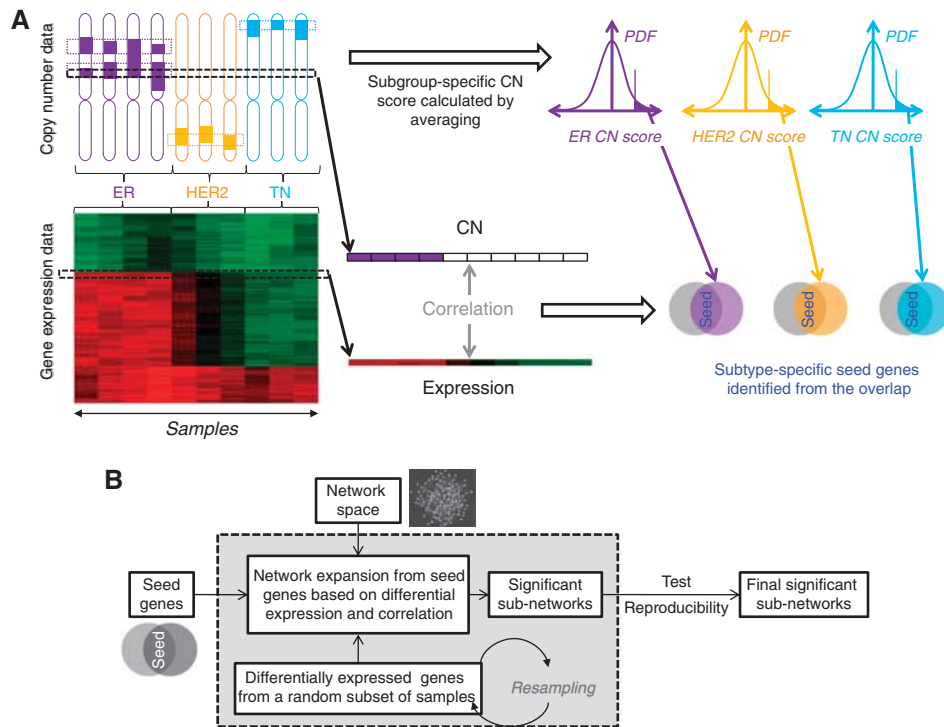 A
Copy number data
ER
HER2
TN
Subgroup-specific CN
score calculated by
averaging
PDF
PDF
PDF
ER CN score
HER2 CN score
TN CN score
Gene expression data
Samples
CN
Correlation
Expression
Seed
Seed
Seed
Subtype-specific seed genes
identified from the overlap
B
Network
space
Seed
genes
Seed
Network expansion from seed
genes based on differential
expression and correlation
Significant
sub-networks
Test
Reproducibility
Final significant
sub-networks
Differentially expressed genes
from a random subset of samples
Resampling